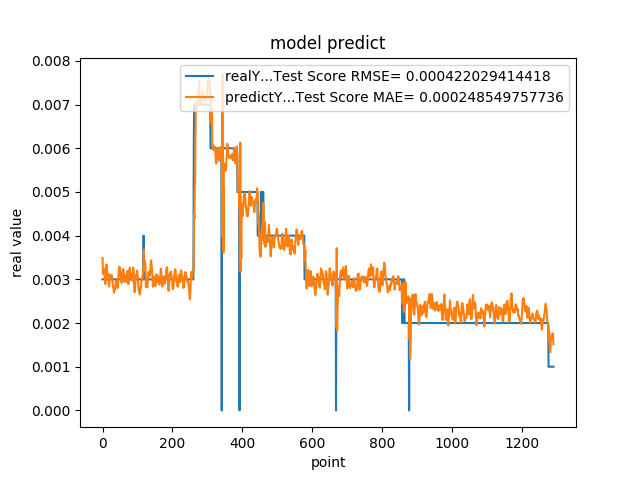 model predict
realY...Test Score RMSE= 0.000422029414418
predictY...Test Score MAE= 0.000248549757736
0.008
0.007
0.006
0.005
0.004
0.003
0.002
0.001
0.000
real value
0 200 400 600 800 1000 1200
point